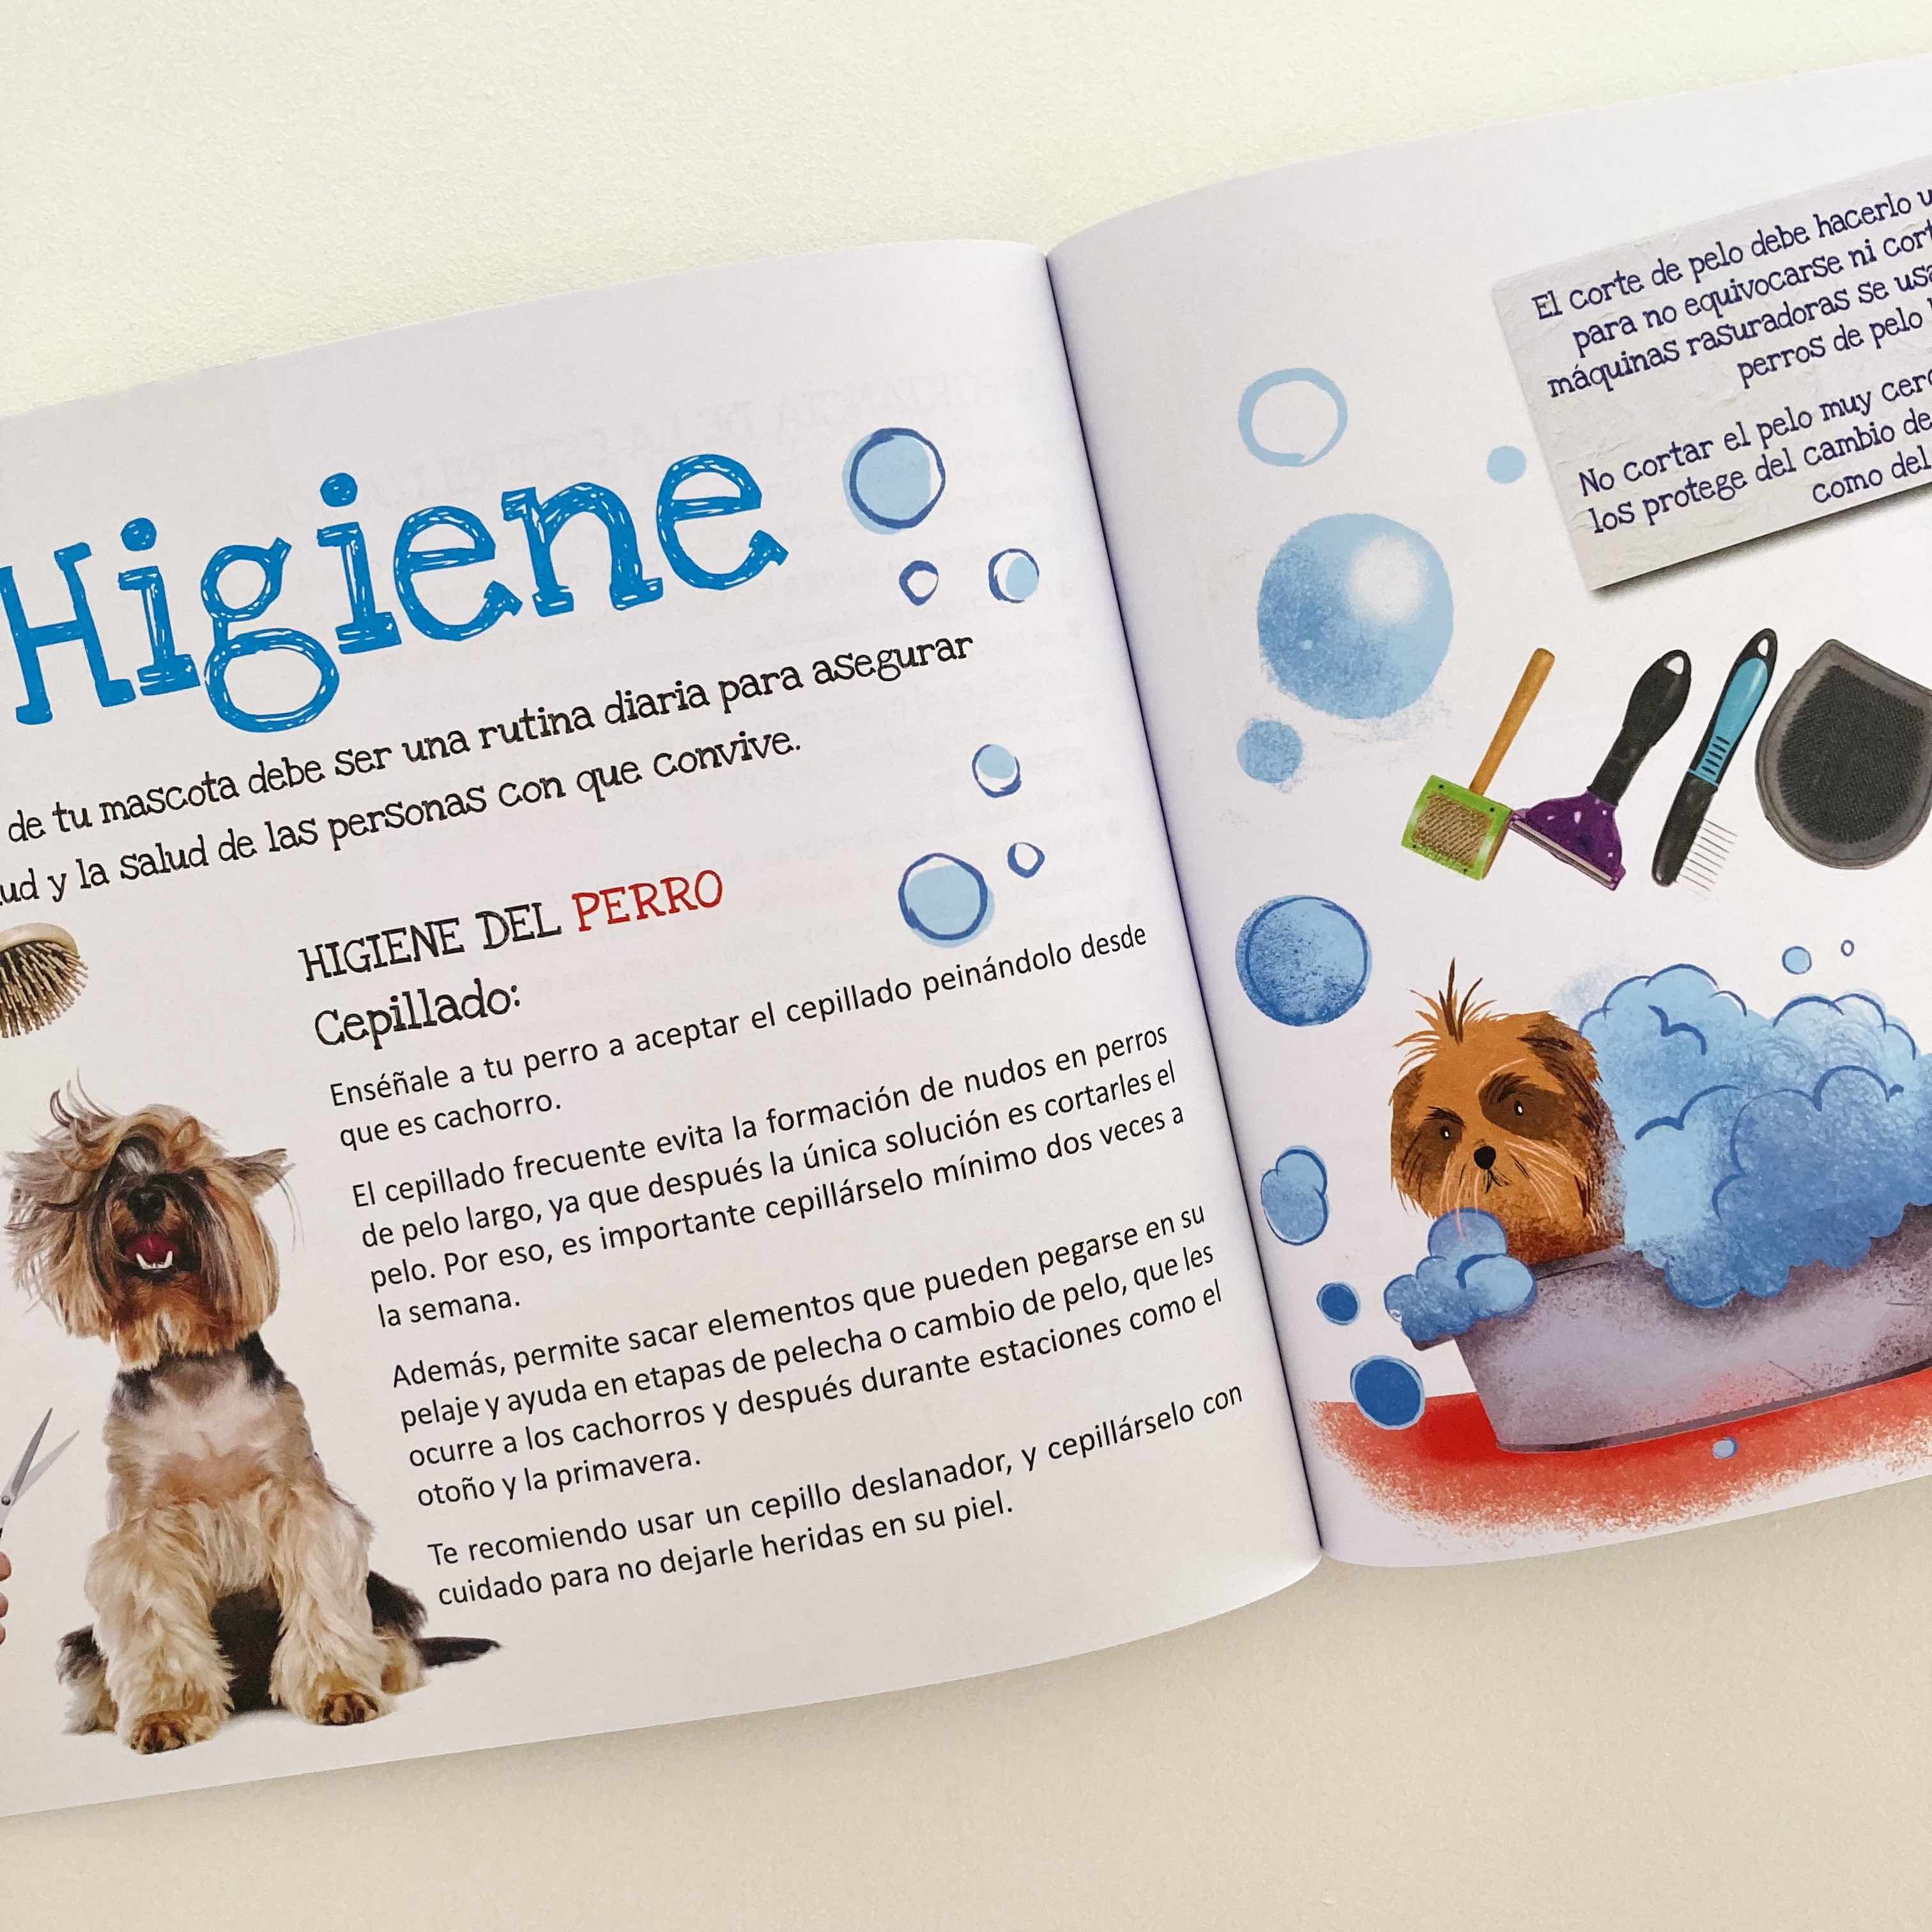 Higiene
de tu mascota debe ser una rutina diaria para asegurar
y la salud de las personas con que convive.
HIGIENE DEL PERRO
Cepillado:
Enséñale a tu perro a aceptar el cepillado peinándolo desde
que es cachorro.
El cepillado frecuente evita la formación de nudos en perros
de pelo largo, ya que después la única solución es cortarles el
pelo. Por eso, es importante cepillárselo mínimo dos veces a
la semana.
Además, permite sacar elementos que pueden pegarse en su
pelaje y ayuda en etapas de pelecha o cambio de pelo, que les
ocurre a los cachorros y después durante estaciones como el
otoño y la primavera.
Te recomiendo usar un cepillo deslanador, y cepillárselo con
cuidado para no dejarle heridas en su piel.
El corte de pelo debe hacerlo
para no equivocarse ni
máquinas rasuradoras se
perros de pelo
No cortar el pelo muy
los protege del cambio de
como del